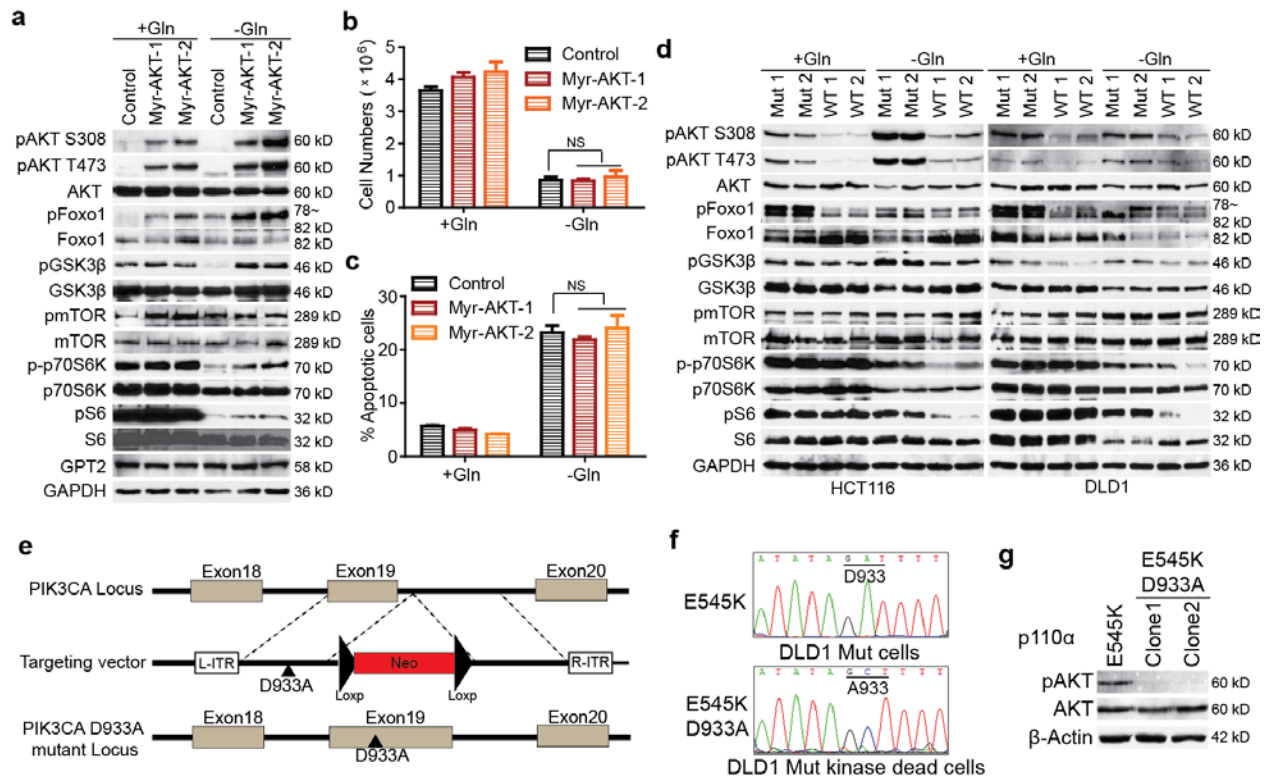 a
+Gln -Gln
Control Myr-AKT-1 Myr-AKT-2 Control Myr-AKT-1 Myr-AKT-2
pAKT S308 60 kD
pAKT T473 60 kD
AKT 60 kD
pFoxo1 78~
82 kD
Foxo1 82 kD
pGSK3β 46 kD
GSK3β 46 kD
pmTOR 289 kD
mTOR 289 kD
p-p70S6K 70 kD
p70S6K 70 kD
pS6 32 kD
S6 32 kD
GPT2 58 kD
GAPDH 36 kD
b
Cell Numbers ( × 10⁶)
6
4
2
1
0
Control
Myr-AKT-1
Myr-AKT-2
NS
+Gln -Gln
c
% Apoptotic cells
30
20
10
0
Control
Myr-AKT-1
Myr-AKT-2
NS
+Gln -Gln
d
+Gln -Gln +Gln -Gln
Mut 1 Mut 2 WT 1 WT 2 Mut 1 Mut 2 WT 1 WT 2 Mut 1 Mut 2 WT 1 WT 2 Mut 1 Mut 2 WT 1 WT 2
pAKT S308 60 kD
pAKT T473 60 kD
AKT 60 kD
pFoxo1 78~
82 kD
Foxo1 82 kD
pGSK3β 46 kD
GSK3β 46 kD
pmTOR 289 kD
mTOR 289 kD
p-p70S6K 70 kD
p70S6K 70 kD
pS6 32 kD
S6 32 kD
GAPDH 36 kD
HCT116 DLD1
e
PIK3CA Locus Exon18 Exon19 Exon20
Targeting vector L-ITR D933A Loxp Neo Loxp R-ITR
PIK3CA D933A
mutant Locus
Exon18 Exon19 Exon20
D933A
f
E545K
A T A T A G A T T T T
D933
DLD1 Mut cells
E545K
D933A
A T A T A G C T T T T
A933
DLD1 Mut kinase dead cells
g
E545K
D933A
p110α E545K Clone1 Clone2
pAKT 60 kD
AKT 60 kD
β-Actin 42 kD